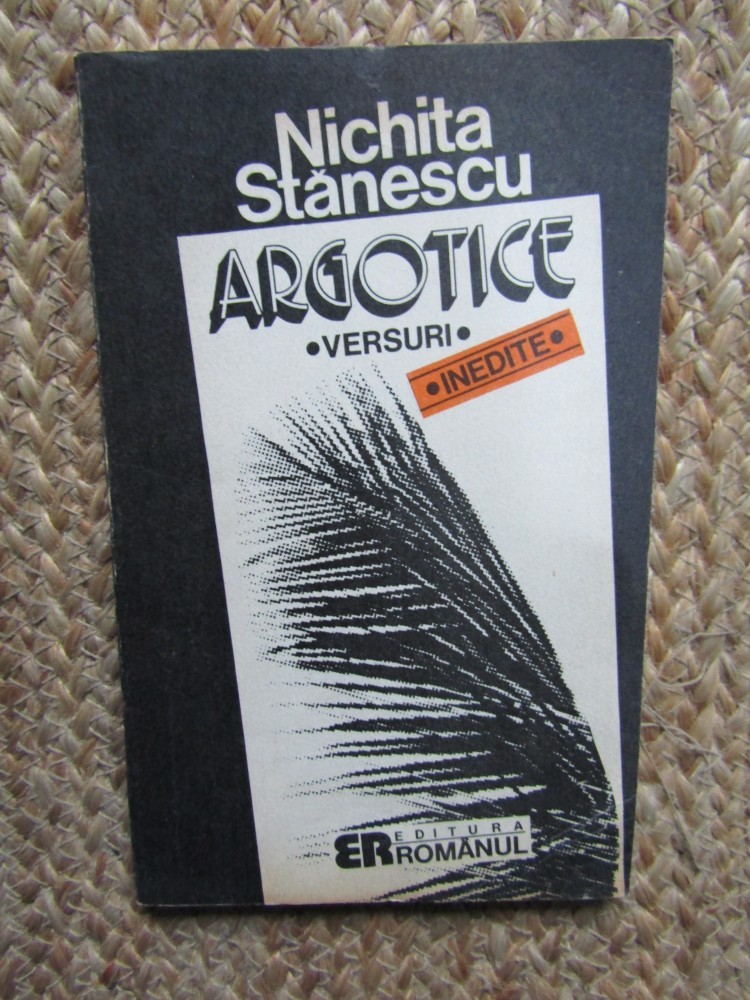 Nichita
Stănescu
ARGOTICE
•VERSURI•
•INEDITE•
ER EDITURA
ROMÂNUL